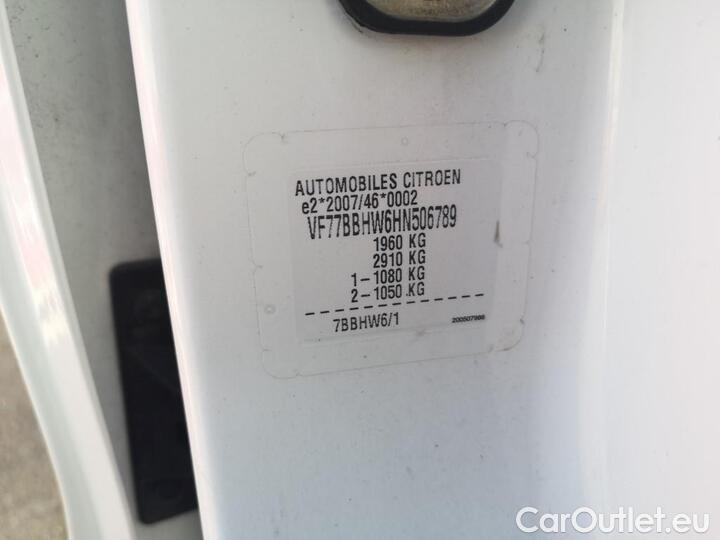 AUTOMOBILES CITROEN
e2*2007/46*0002
VF77BBHW6HN506789
1960 KG
2910 KG
1-1080 KG
2-1050 KG
7BBHW6/1
200507988
CarOutlet.eu